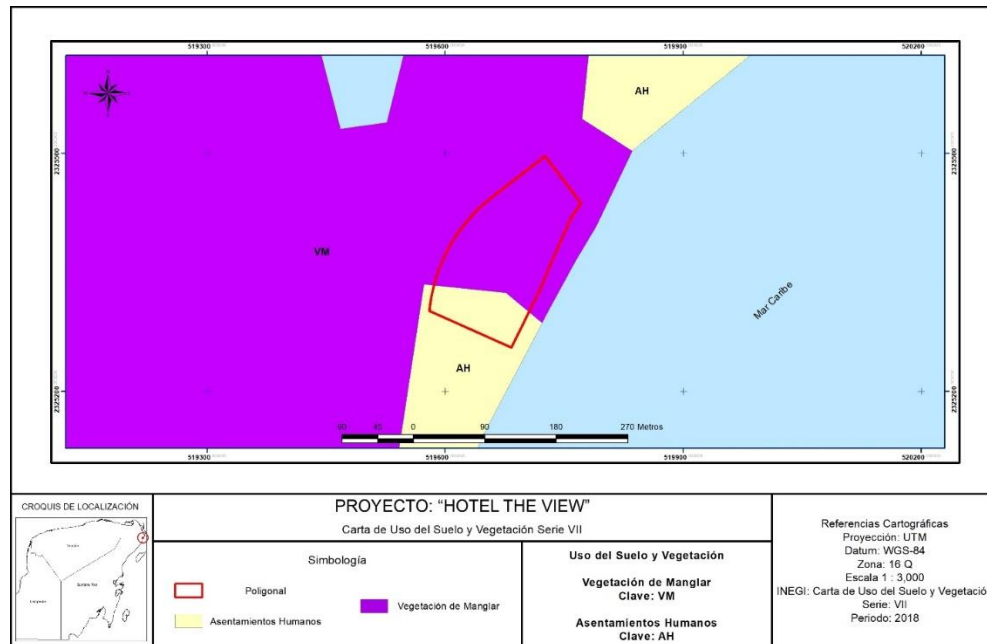 519300
519600
519900
520200
AH
2325500
2325500
VM
Mar Caribe
AH
2325200
2325200
90 45 0 90 180 270 Metros
519300
519600
519900
520200
CROQUIS DE LOCALIZACIÓN
PROYECTO: “HOTEL THE VIEW”
Carta de Uso del Suelo y Vegetación Serie VII
Simbología
Poligonal
Asentamientos Humanos
Vegetación de Manglar
Uso del Suelo y Vegetación
Vegetación de Manglar
Clave: VM
Asentamientos Humanos
Clave: AH
Referencias Cartográficas
Proyección: UTM
Datum: WGS-84
Zona: 16 Q
Escala 1 : 3,000
INEGI: Carta de Uso del Suelo y Vegetació
Serie: VII
Periodo: 2018